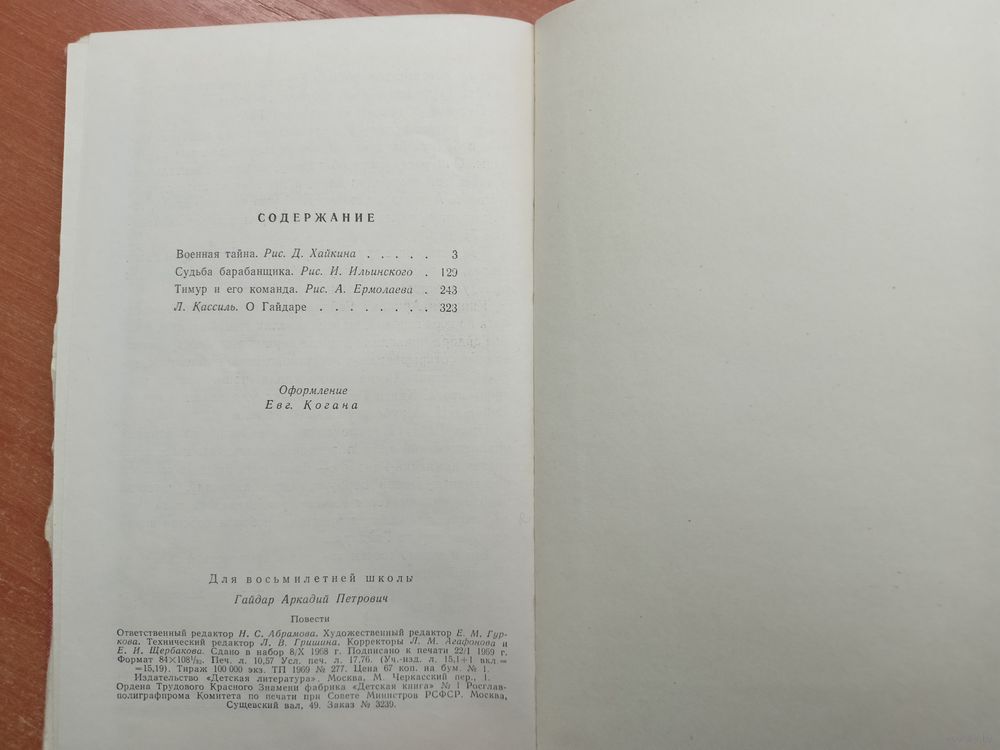 СОДЕРЖАНИЕ
Военная тайна. Рис. Д. Хайкина . . . . . 3
Судьба барабанщика. Рис. И. Ильинского . 129
Тимур и его команда. Рис. А. Ермолаева . 243
Л. Кассиль. О Гайдаре . . . . . . . . 323
Оформление
Евг. Когана
Для восьмилетней школы
Гайдар Аркадий Петрович
Повести
Ответственный редактор Н. С. Абрамова. Художественный редактор Е. М. Гур-
кова. Технический редактор Л. В. Гришина. Корректоры Л. М. Агафонова и
Е. И. Щербакова. Сдано в набор 8/X 1968 г. Подписано к печати 22/I 1969 г.
Формат 84×108¹/₃₂. Печ. л. 10,57 Усл. печ. л. 17,76. (Уч.-изд. л. 15,1+1 вкл.=
=15,19). Тираж 100 000 экз. ТП 1969 № 277. Цена 67 коп. на бум. № 1.
Издательство «Детская литература». Москва, М. Черкасский пер., 1.
Ордена Трудового Красного Знамени фабрика «Детская книга» № 1 Росглав-
полиграфпрома Комитета по печати при Совете Министров РСФСР. Москва,
Сущевский вал, 49. Заказ № 3239.